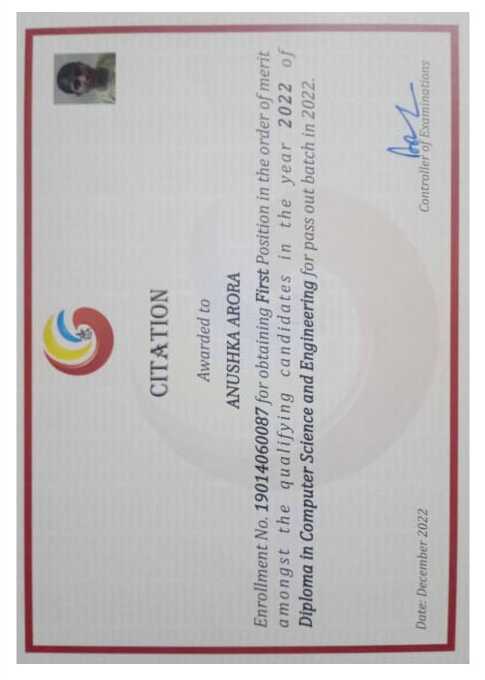 CITATION
Awarded to
ANUSHKA ARORA
Enrollment No. 19014060087 for obtaining First Position in the order of merit
amongst the qualifying candidates in the year 2022 of
Diploma in Computer Science and Engineering for pass out batch in 2022.
Date: December 2022
Controller of Examinations